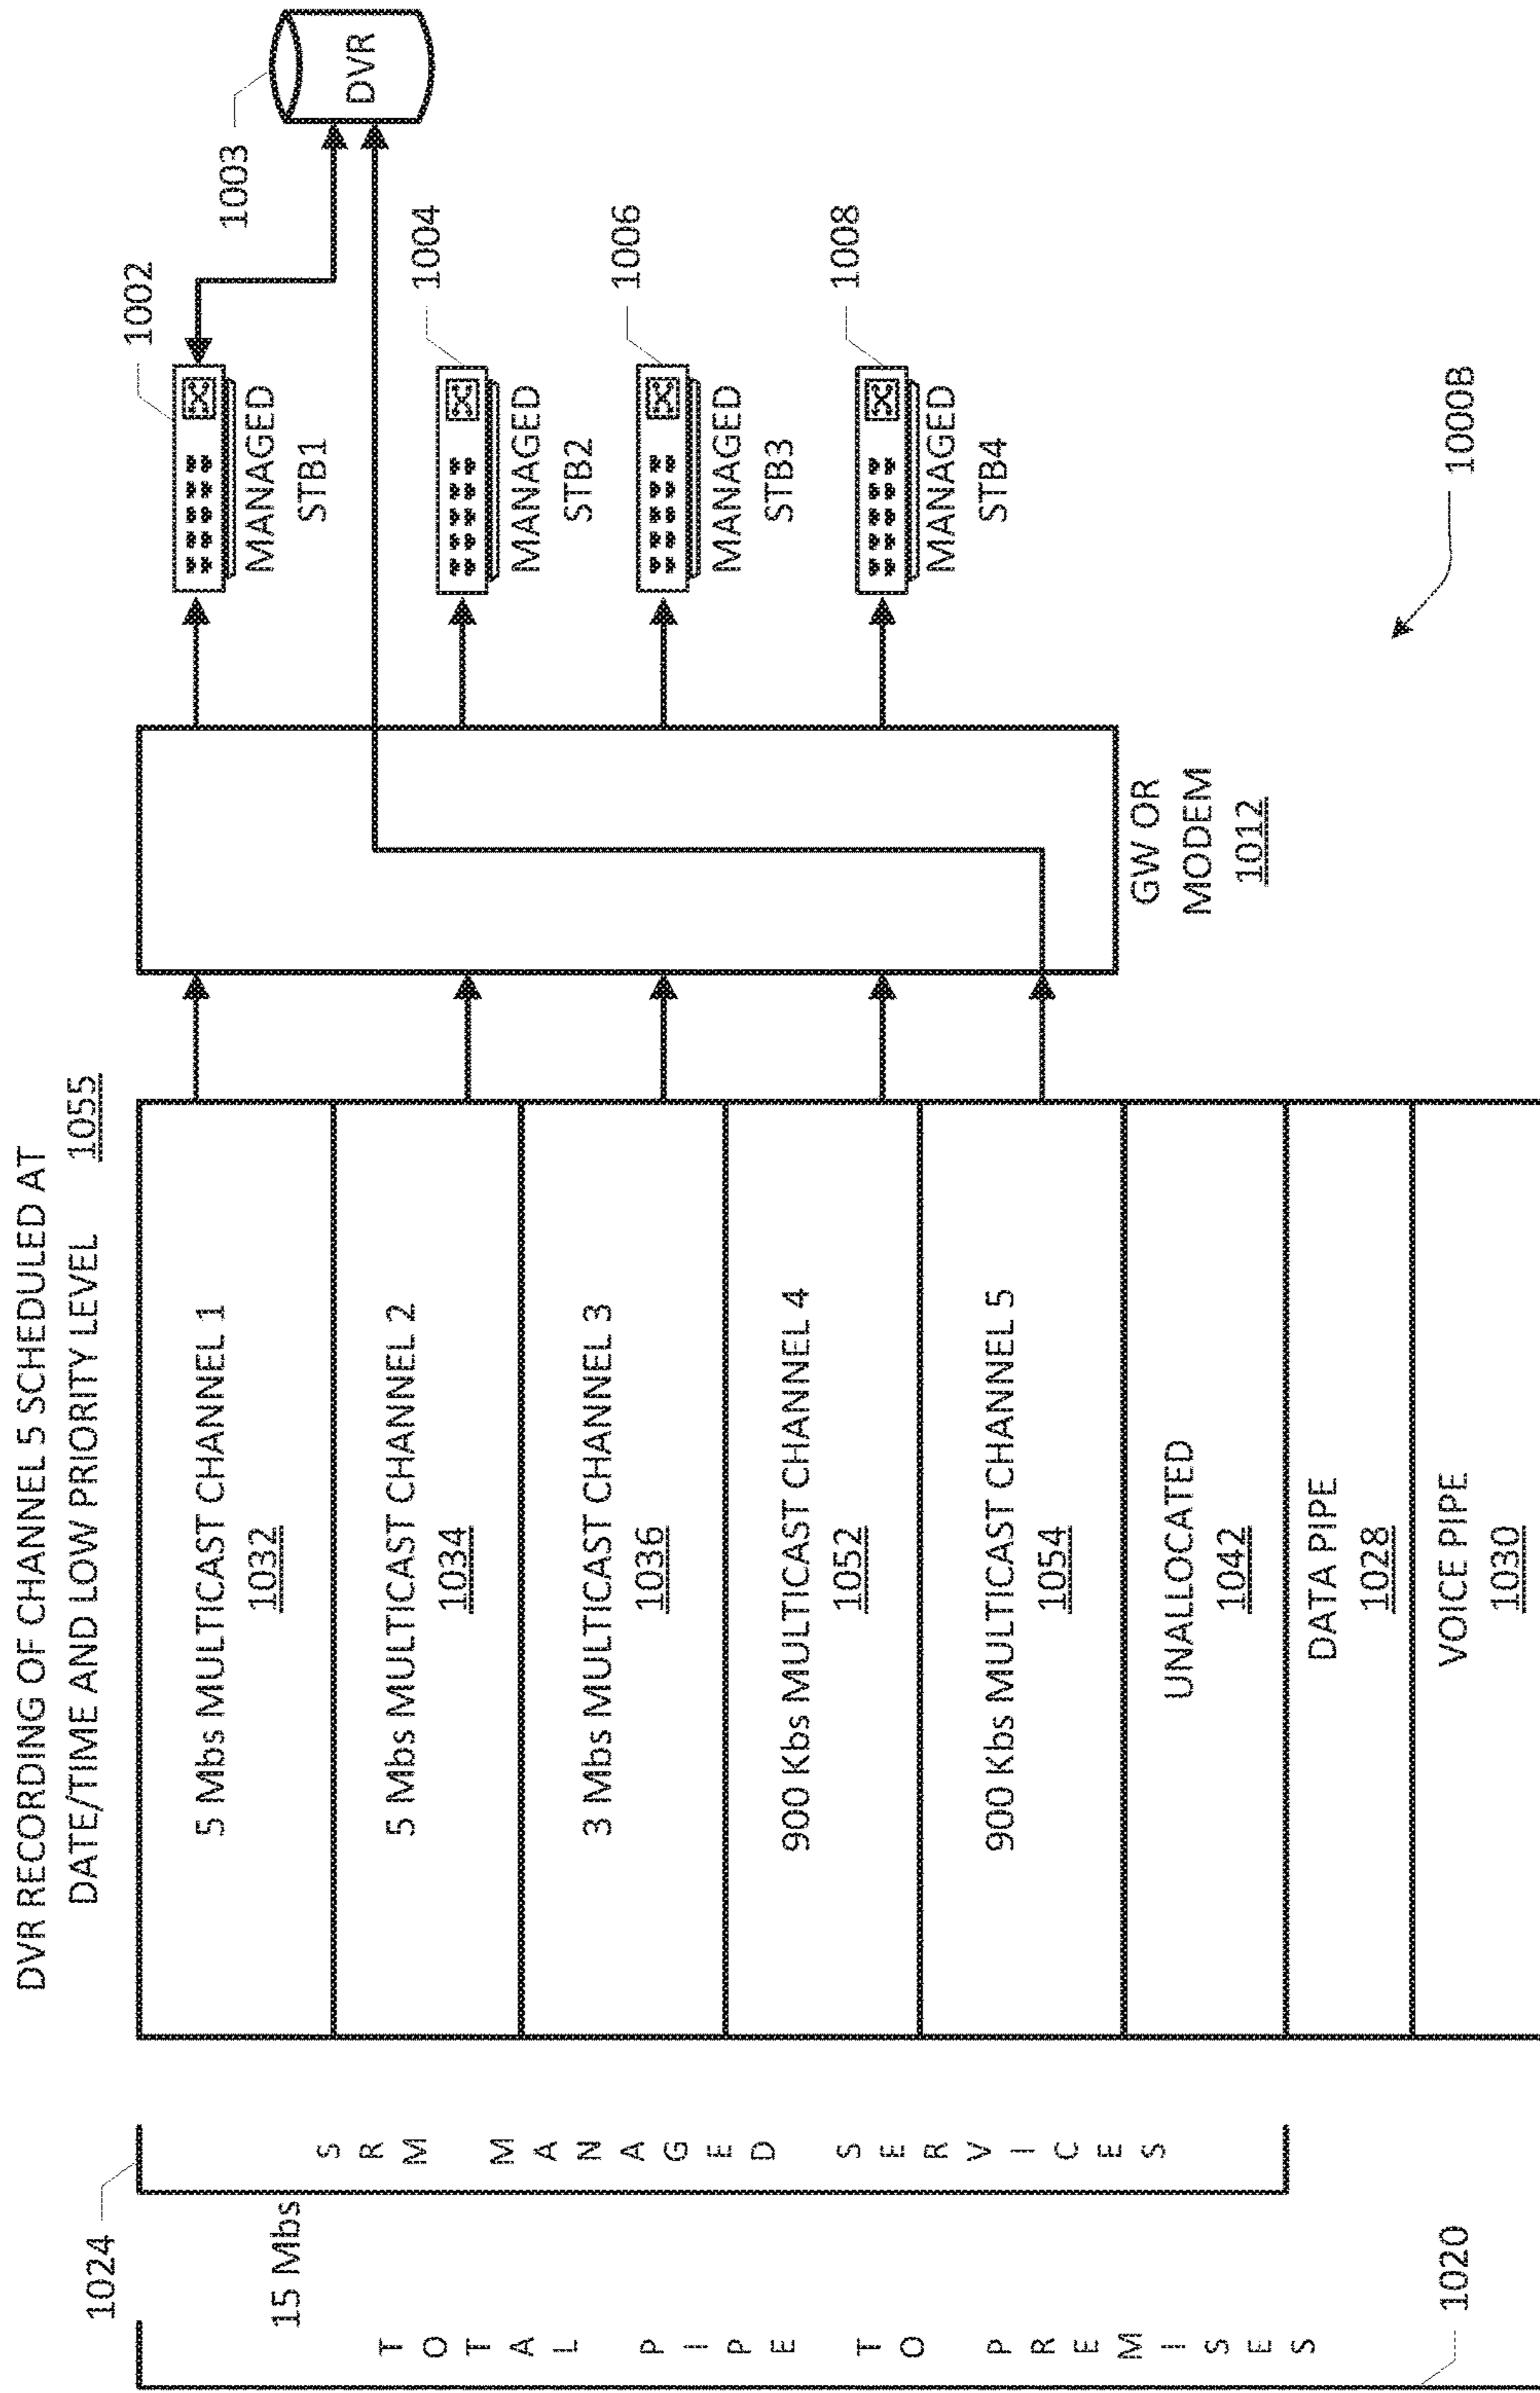 DVR RECORDING OF CHANNEL 5 SCHEDULED AT
DATE/TIME AND LOW PRIORITY LEVEL 1055
1024
15 Mbs
TOTAL PIPE TO PREMISES
1020
SRM MANAGED SERVICES
5 Mbs MULTICAST CHANNEL 1
1032
5 Mbs MULTICAST CHANNEL 2
1034
3 Mbs MULTICAST CHANNEL 3
1036
900 Kbs MULTICAST CHANNEL 4
1052
900 Kbs MULTICAST CHANNEL 5
1054
UNALLOCATED
1042
DATA PIPE
1028
VOICE PIPE
1030
GW OR
MODEM
1012
1002
MANAGED
STB1
1003
DVR
1004
MANAGED
STB2
1006
MANAGED
STB3
1008
MANAGED
STB4
1000B